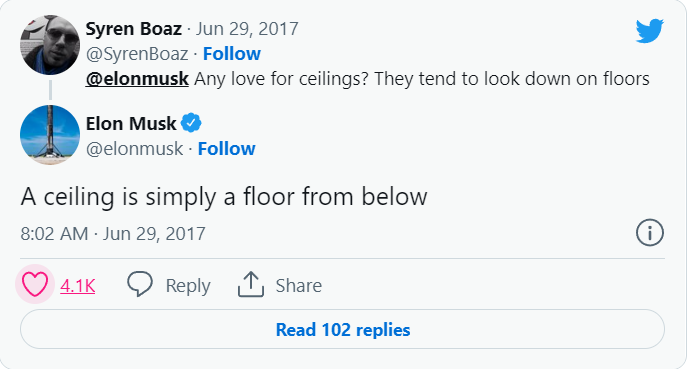 Syren Boaz · Jun 29, 2017
@SyrenBoaz · Follow
@elonmusk Any love for ceilings? They tend to look down on floors
Elon Musk
@elonmusk · Follow
A ceiling is simply a floor from below
8:02 AM · Jun 29, 2017
4.1K Reply Share
Read 102 replies